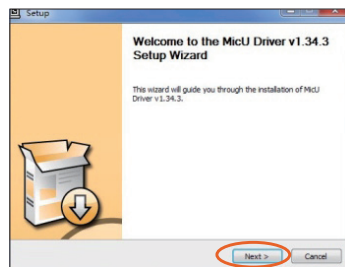 Setup
Welcome to the MicU Driver v1.34.3
Setup Wizard
This wizard will guide you through the installation of MicU
Driver v1.34.3.
Next >
Cancel